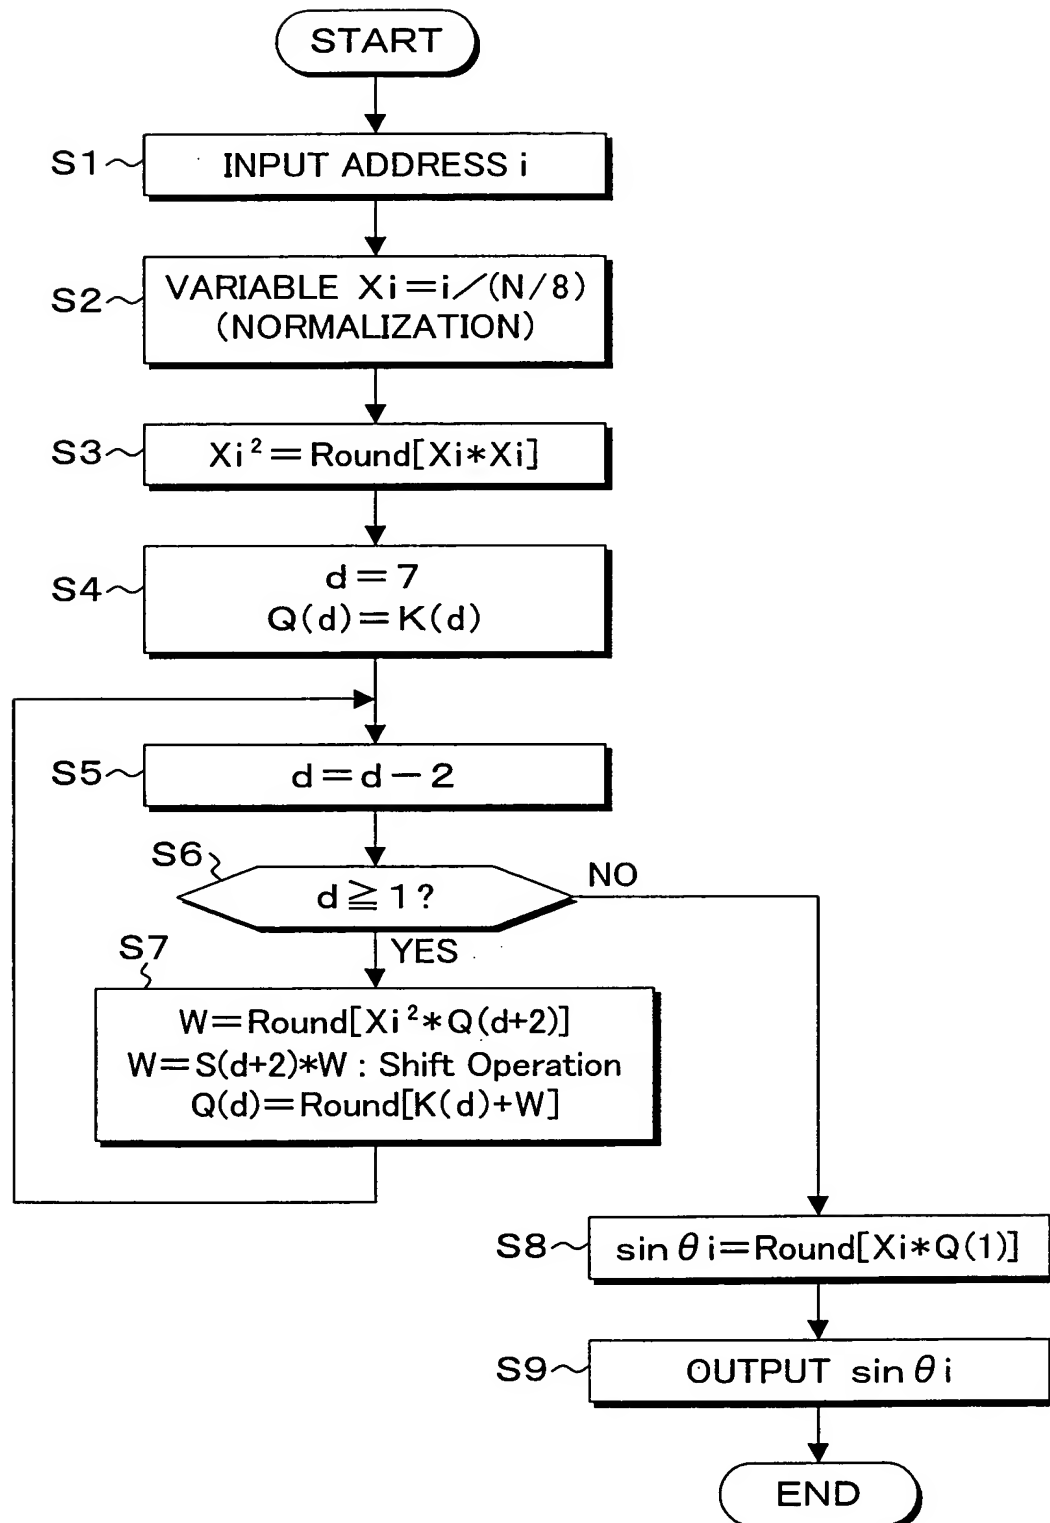 START
S1
INPUT ADDRESS i
S2
VARIABLE Xi=i/(N/8)
(NORMALIZATION)
S3
Xi²=Round[Xi*Xi]
S4
d=7
Q(d)=K(d)
S5
d=d-2
S6
d≧1?
NO
YES
S7
W=Round[Xi²*Q(d+2)]
W=S(d+2)*W : Shift Operation
Q(d)=Round[K(d)+W]
S8
sin θi=Round[Xi*Q(1)]
S9
OUTPUT sin θi
END